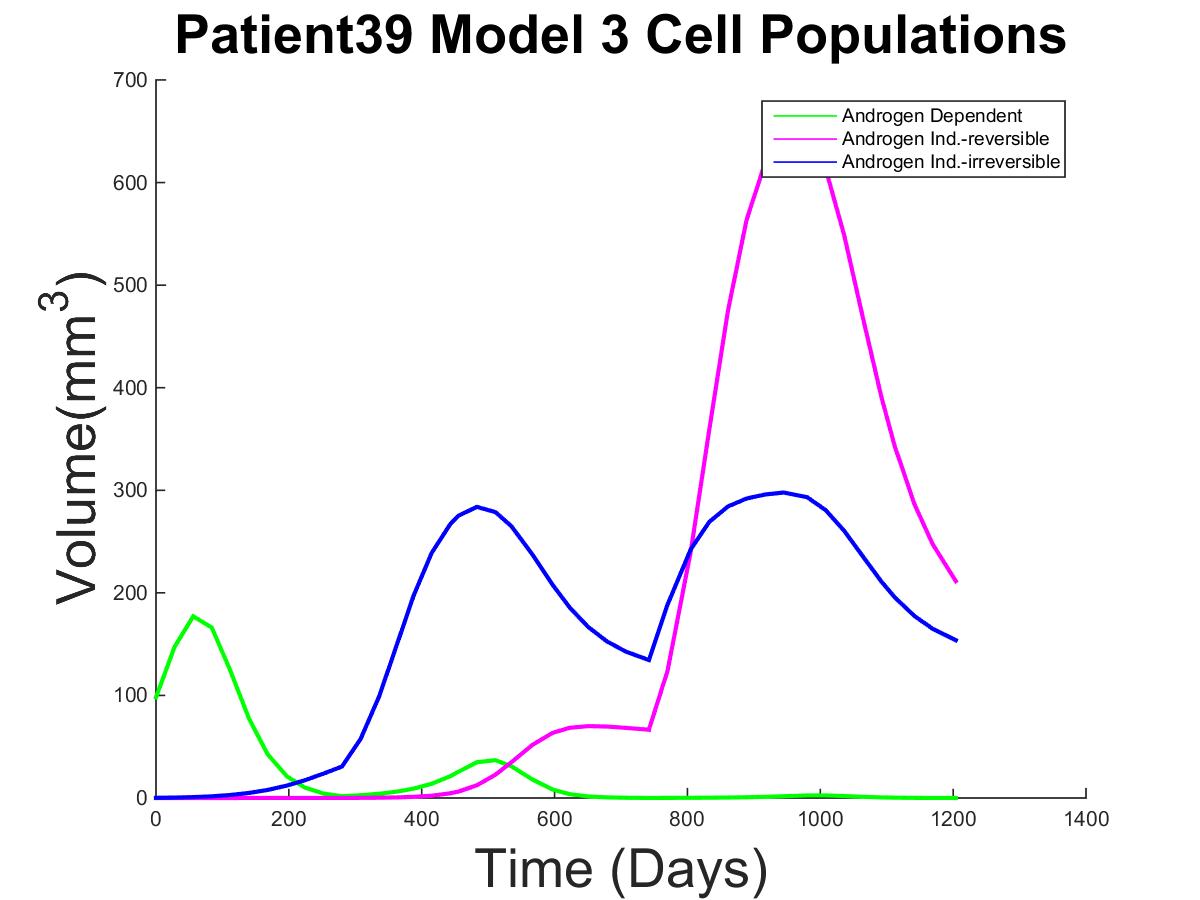 Patient39 Model 3 Cell Populations
Volume(mm3)
700
600
500
400
300
200
100
0
Androgen Dependent
Androgen Ind.-reversible
Androgen Ind.-irreversible
0 200 400 600 800 1000 1200 1400
Time (Days)